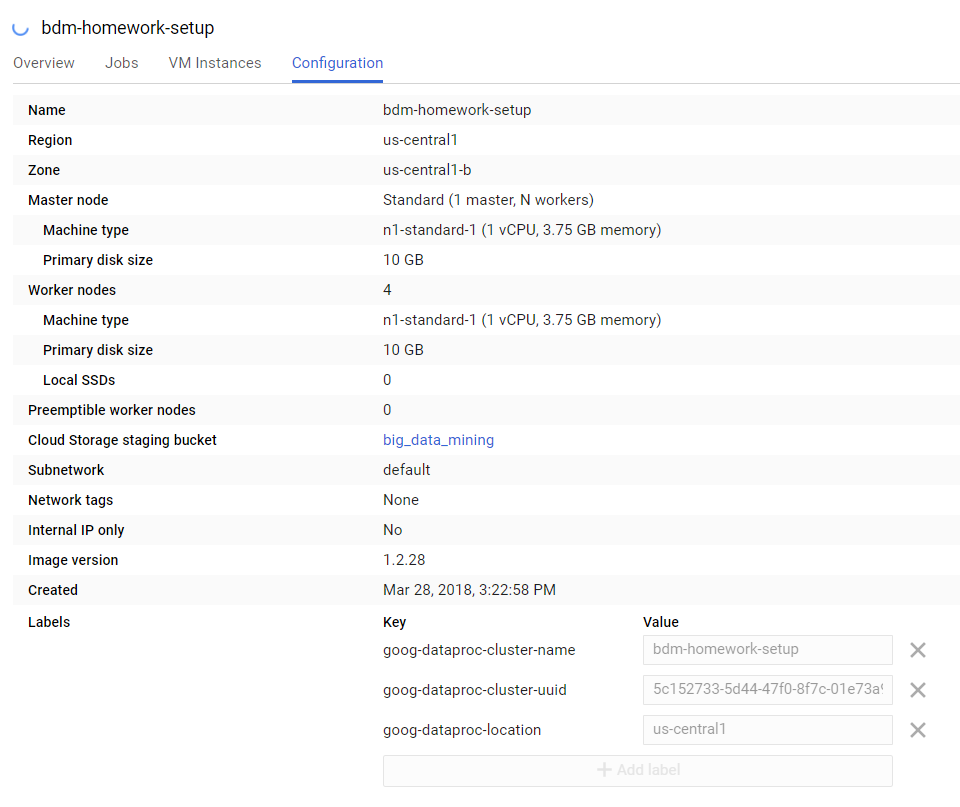 bdm-homework-setup
Overview Jobs VM Instances Configuration
Name bdm-homework-setup
Region us-central1
Zone us-central1-b
Master node Standard (1 master, N workers)
Machine type n1-standard-1 (1 vCPU, 3.75 GB memory)
Primary disk size 10 GB
Worker nodes 4
Machine type n1-standard-1 (1 vCPU, 3.75 GB memory)
Primary disk size 10 GB
Local SSDs 0
Preemptible worker nodes 0
Cloud Storage staging bucket big_data_mining
Subnetwork default
Network tags None
Internal IP only No
Image version 1.2.28
Created Mar 28, 2018, 3:22:58 PM
Labels Key Value
goog-dataproc-cluster-name bdm-homework-setup
goog-dataproc-cluster-uuid 5c152733-5d44-47f0-8f7c-01e73a
goog-dataproc-location us-central1
+ Add label